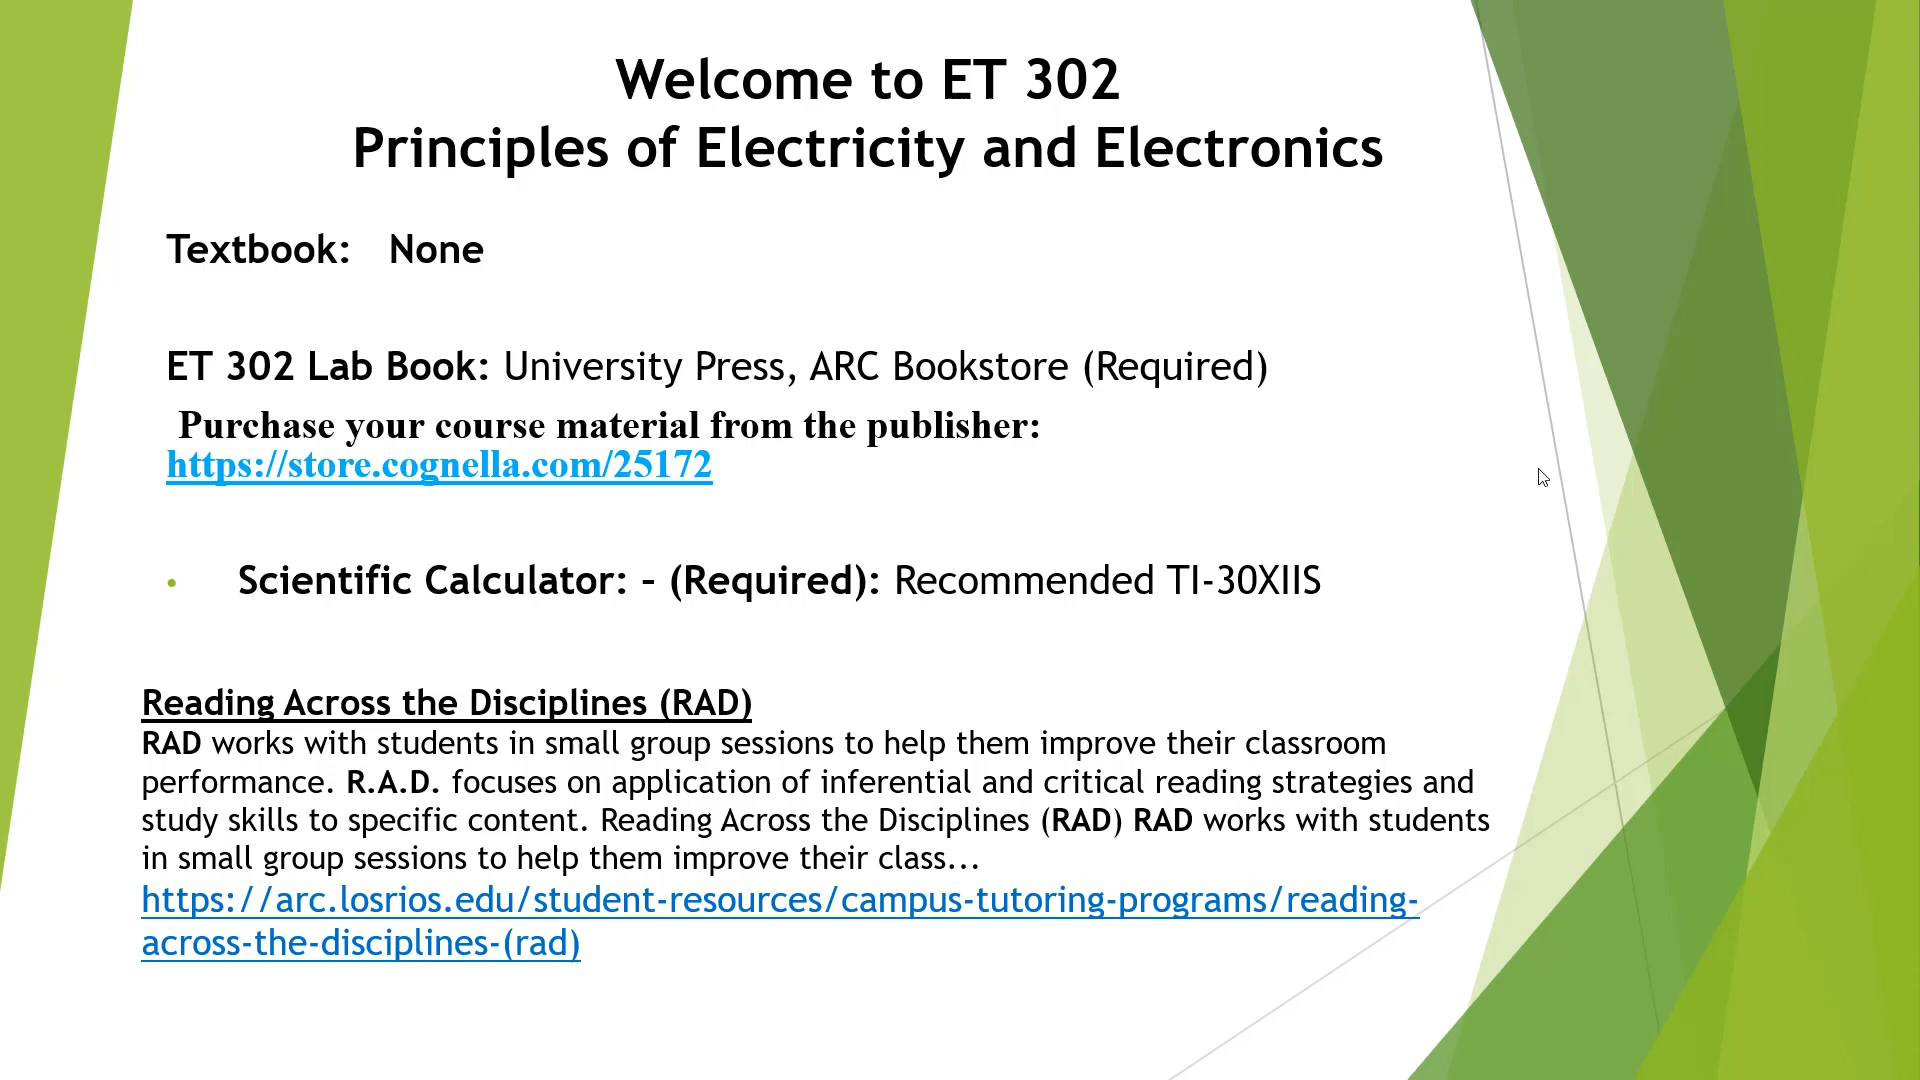 Welcome to ET 302
Principles of Electricity and Electronics
Textbook: None
ET 302 Lab Book: University Press, ARC Bookstore (Required)
Purchase your course material from the publisher:
https://store.cognella.com/25172
• Scientific Calculator: – (Required): Recommended TI-30XIIS
Reading Across the Disciplines (RAD)
RAD works with students in small group sessions to help them improve their classroom
performance. R.A.D. focuses on application of inferential and critical reading strategies and
study skills to specific content. Reading Across the Disciplines (RAD) RAD works with students
in small group sessions to help them improve their class...
https://arc.losrios.edu/student-resources/campus-tutoring-programs/reading-
across-the-disciplines-(rad)